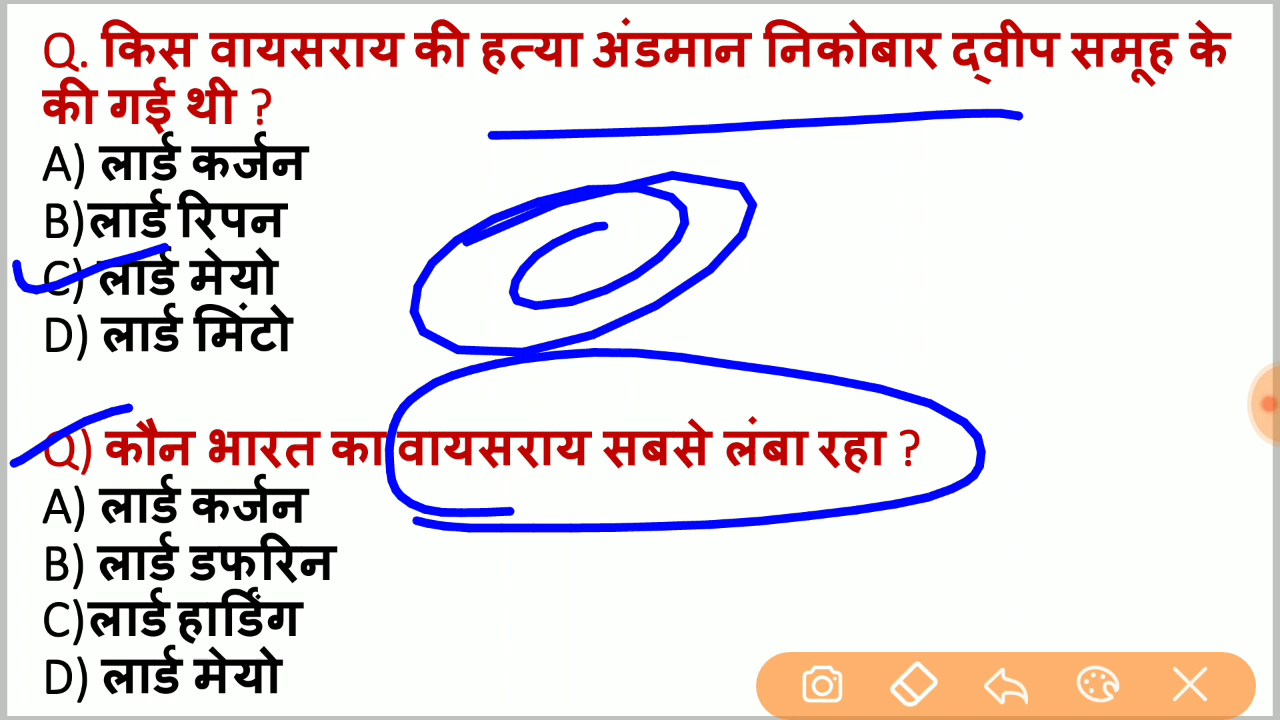 Q. किस वायसराय की हत्या अंडमान निकोबार द्वीप समूह के
की गई थी ?
A) लार्ड कर्जन
B)लार्ड रिपन
C) लार्ड मेयो
D) लार्ड मिंटो
Q) कौन भारत का वायसराय सबसे लंबा रहा ?
A) लार्ड कर्जन
B) लार्ड डफरिन
C)लार्ड हार्डिंग
D) लार्ड मेयो